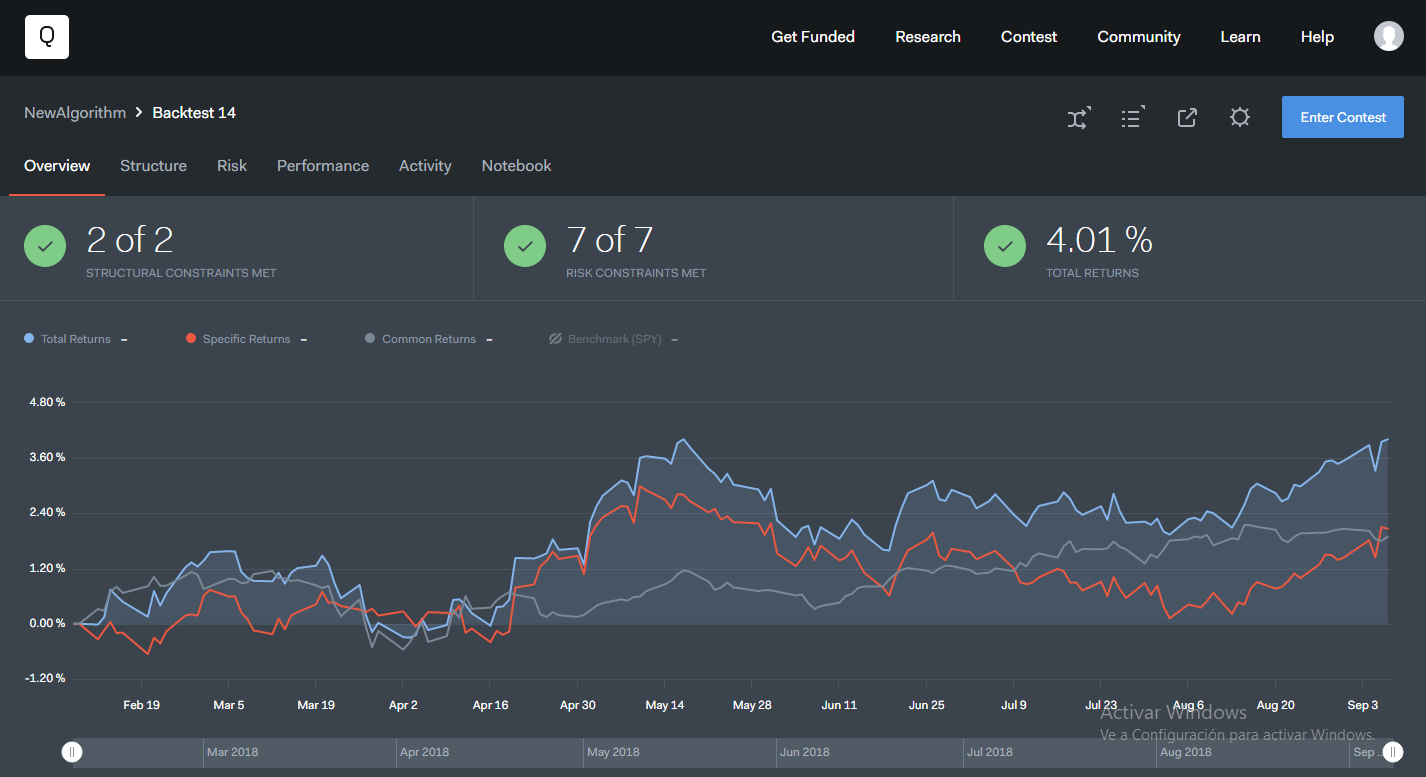 Q
Get Funded Research Contest Community Learn Help
NewAlgorithm > Backtest 14
Enter Contest
Overview Structure Risk Performance Activity Notebook
2 of 2
STRUCTURAL CONSTRAINTS MET
7 of 7
RISK CONSTRAINTS MET
4.01 %
TOTAL RETURNS
Total Returns – Specific Returns – Common Returns – Benchmark (SPY) –
4.80 %
3.60 %
2.40 %
1.20 %
0.00 %
-1.20 %
Feb 19 Mar 5 Mar 19 Apr 2 Apr 16 Apr 30 May 14 May 28 Jun 11 Jun 25 Jul 9 Jul 23 Aug 6 Aug 20 Sep 3
Activar Windows
Ve a Configuración para activar Windows.
Mar 2018 Apr 2018 May 2018 Jun 2018 Jul 2018 Aug 2018 Sep ...